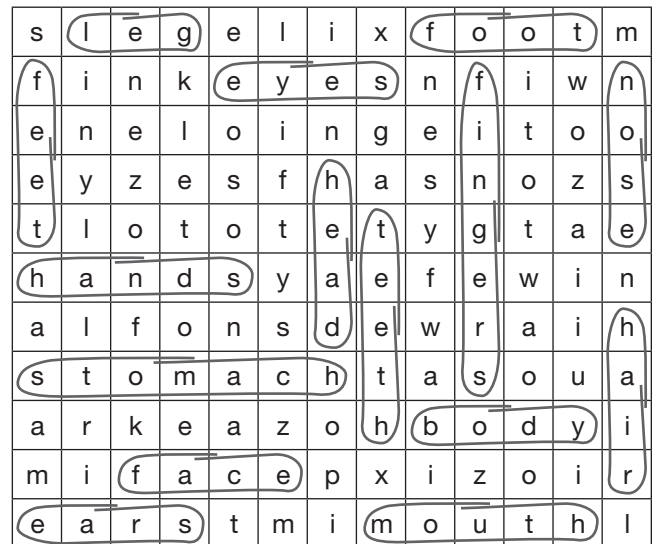 s l e g e l i x f o o t m
f i n k e y e s n f i w n
e n e l o i n g e i t o o
e y z e s f h a s n o z s
t l o t o t e t y g t a e
h a n d s y a e f e w i n
a l f o n s d e w r a i h
s t o m a c h t a s o u a
a r k e a z o h b o d y i
m i f a c e p x i z o i r
e a r s t m i m o u t h l